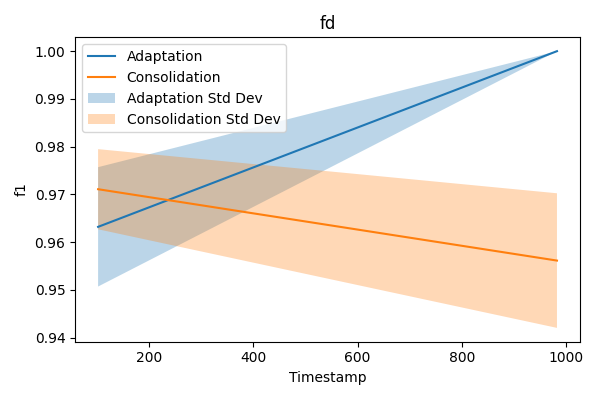 fd
Adaptation
Consolidation
Adaptation Std Dev
Consolidation Std Dev
f1
1.00
0.99
0.98
0.97
0.96
0.95
0.94
200 400 600 800 1000
Timestamp